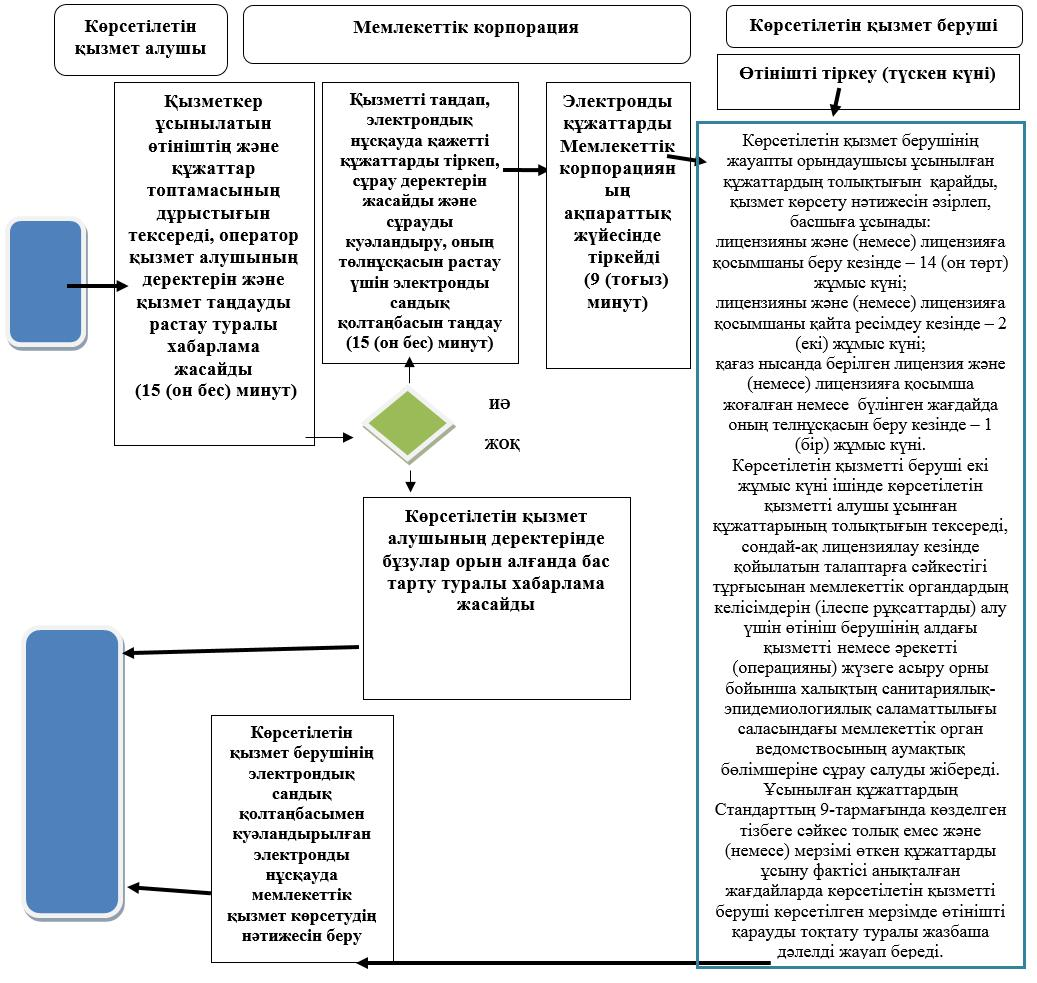 Көрсетілетін
қызмет алушы
Мемлекеттік корпорация
Көрсетілетін қызмет беруші
Өтінішті тіркеу (түскен күні)
Қызметкер
ұсынылатын
өтініштің және
құжаттар
топтамасының
дұрыстығын
тексереді, оператор
қызмет алушының
деректерін және
қызмет таңдауды
растау туралы
хабарлама
жасайды
(15 (он бес) минут)
Қызметті таңдап,
электрондық
нұсқауда қажетті
құжаттарды тіркеп,
сұрау деректерін
жасайды және
сұрауды
куәландыру, оның
төлнұсқасын растау
үшін электронды
сандық
қолтаңбасын таңдау
(15 (он бес) минут)
Электронды
құжаттарды
Мемлекеттік
корпорациян
ың
ақпараттық
жүйесінде
тіркейді
(9 (тоғыз)
минут)
иә
жоқ
Көрсетілетін қызмет
алушының деректерінде
бұзулар орын алғанда бас
тарту туралы хабарлама
жасайды
Көрсетілетін
қызмет берушінің
электрондық
сандық
қолтаңбасымен
куәландырылған
электронды
нұсқауда
мемлекеттік
қызмет көрсетудің
нәтижесін беру
Көрсетілетін қызмет берушінің
жауапты орындаушысы ұсынылған
құжаттардың толықтығын қарайды,
қызмет көрсету нәтижесін әзірлеп,
басшыға ұсынады:
лицензияны және (немесе) лицензияға
қосымшаны беру кезінде – 14 (он төрт)
жұмыс күні;
лицензияны және (немесе) лицензияға
қосымшаны қайта ресімдеу кезінде – 2
(екі) жұмыс күні;
қағаз нысанда берілген лицензия және
(немесе) лицензияға қосымша
жоғалған немесе бүлінген жағдайда
оның телнұсқасын беру кезінде – 1
(бір) жұмыс күні.
Көрсетілетін қызметті беруші екі
жұмыс күні ішінде көрсетілетін
қызметті алушы ұсынған
құжаттарының толықтығын тексереді,
сондай-ақ лицензиялау кезінде
қойылатын талаптарға сәйкестігі
тұрғысынан мемлекеттік органдардың
келісімдерін (ілеспе рұқсаттарды) алу
үшін өтініш берушінің алдағы
қызметті немесе әрекетті
(операцияны) жүзеге асыру орны
бойынша халықтың санитариялық-
эпидемиологиялық саламаттылығы
саласындағы мемлекеттік орган
ведомствосының аумақтық
бөлімшеріне сұрау салуды жібереді.
Ұсынылған құжаттардың
Стандарттың 9-тармағында көзделген
тізбеге сәйкес толық емес және
(немесе) мерзімі өткен құжаттарды
ұсыну фактісі анықталған
жағдайларда көрсетілетін қызметті
беруші көрсетілген мерзімде өтінішті
қарауды тоқтату туралы жазбаша
дәлелді жауап береді.